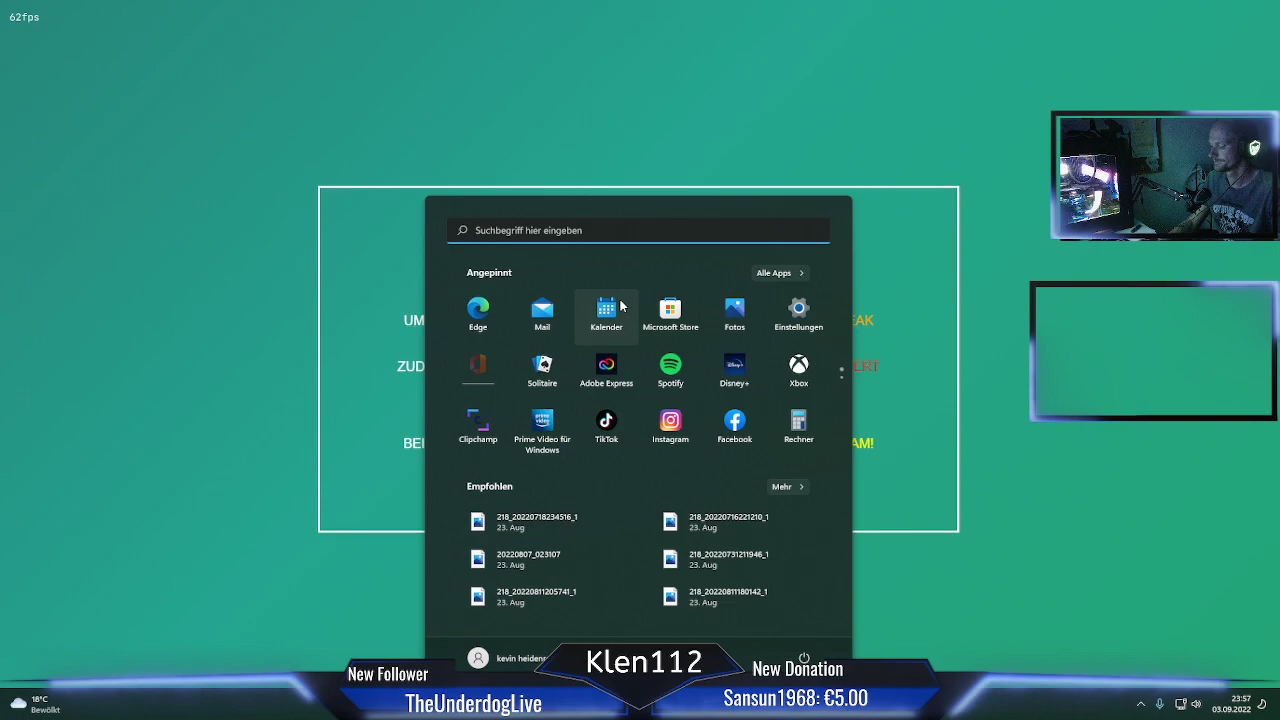 62fps
Suchbegriff hier eingeben
Angepinnt
Alle Apps
Edge
Mail
Kalender
Microsoft Store
Fotos
Einstellungen
Solitaire
Adobe Express
Spotify
Disney+
Xbox
Clipchamp
Prime Video für
Windows
TikTok
Instagram
Facebook
Rechner
UM
EAK
ZUD
ERT
BEI
AM!
Empfohlen
Mehr
218_20220718234516_1
23. Aug
218_20220716221210_1
23. Aug
20220807_023107
23. Aug
218_20220731211946_1
23. Aug
218_20220811205741_1
23. Aug
218_20220811180142_1
23. Aug
kevin heidenr
New Follower
Klen112
New Donation
TheUnderdogLive
Sansun1968: €5.00
18°C
Bewölkt
23:57
03.09.2022